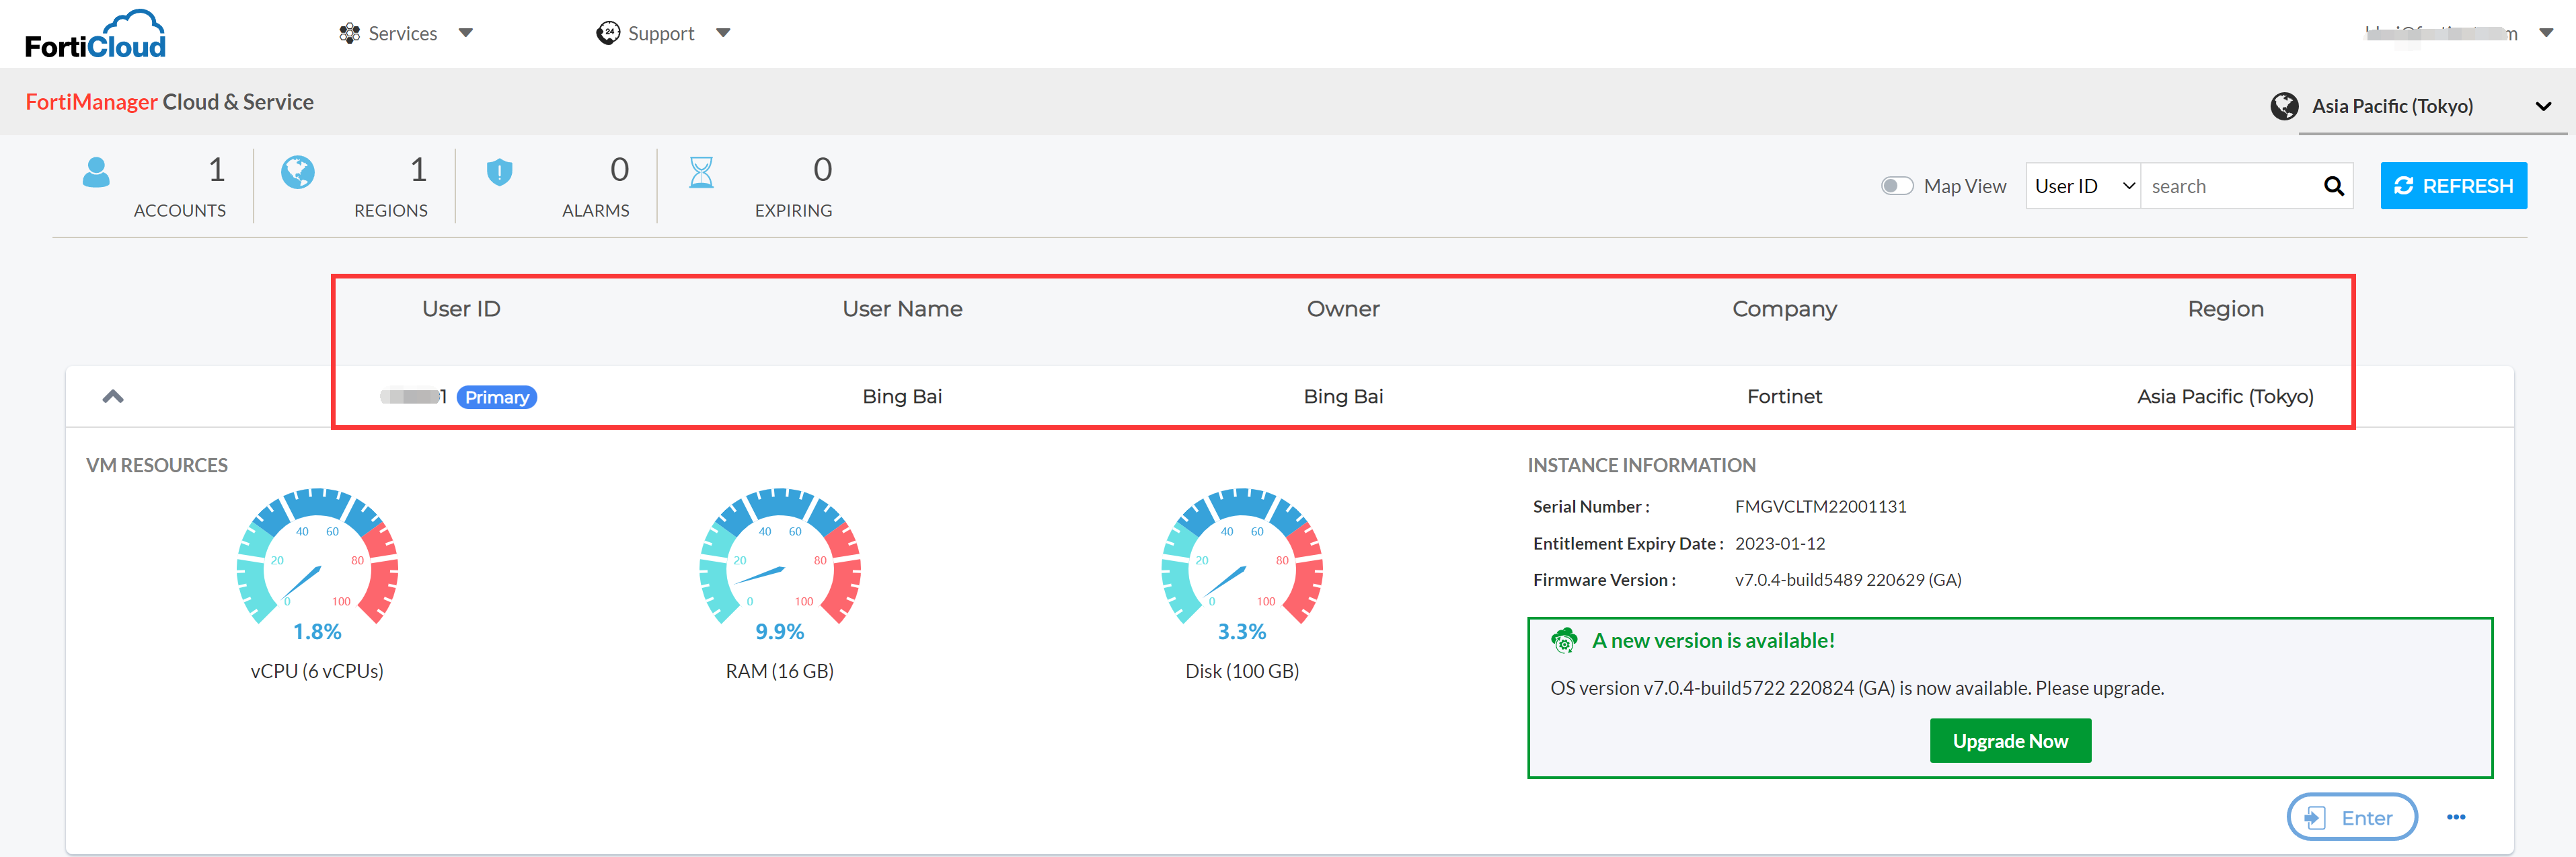 FortiCloud
Services
24 Support
FortiManager Cloud & Service
Asia Pacific (Tokyo)
1
ACCOUNTS
1
REGIONS
0
ALARMS
0
EXPIRING
Map View
User ID
search
REFRESH
User ID User Name Owner Company Region
Primary Bing Bai Bing Bai Fortinet Asia Pacific (Tokyo)
VM RESOURCES
0 20 40 60 80 100
1.8%
vCPU (6 vCPUs)
0 20 40 60 80 100
9.9%
RAM (16 GB)
0 20 40 60 80 100
3.3%
Disk (100 GB)
INSTANCE INFORMATION
Serial Number : FMGVCLTM22001131
Entitlement Expiry Date : 2023-01-12
Firmware Version : v7.0.4-build5489 220629 (GA)
A new version is available!
OS version v7.0.4-build5722 220824 (GA) is now available. Please upgrade.
Upgrade Now
Enter